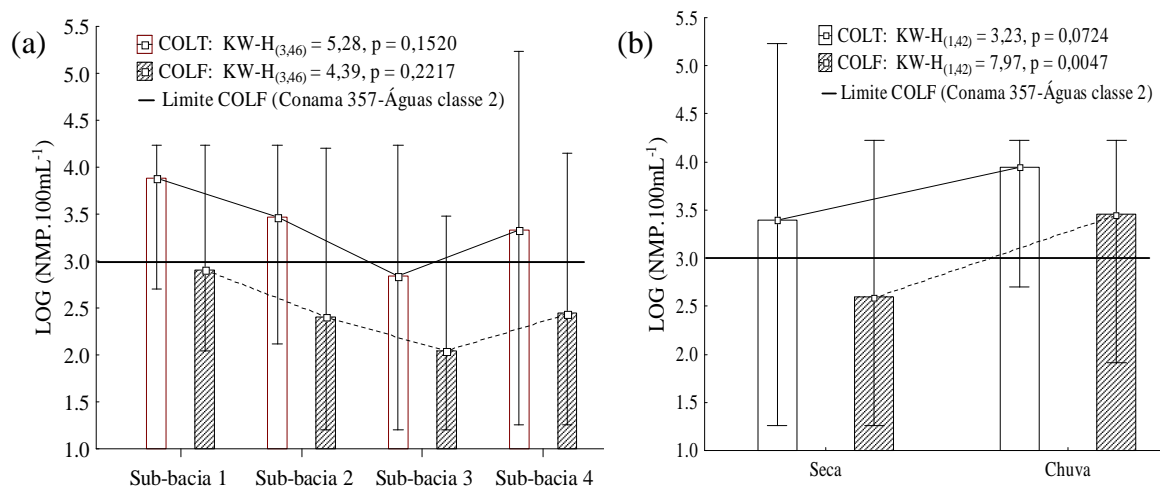 (a)
COLT: KW-H(3,46) = 5,28, p = 0,1520
COLF: KW-H(3,46) = 4,39, p = 0,2217
Limite COLF (Conama 357-Águas classe 2)
LOG (NMP.100mL-1)
5.5
5.0
4.5
4.0
3.5
3.0
2.5
2.0
1.5
1.0
Sub-bacia 1 Sub-bacia 2 Sub-bacia 3 Sub-bacia 4
(b)
COLT: KW-H(1,42) = 3,23, p = 0,0724
COLF: KW-H(1,42) = 7,97, p = 0,0047
Limite COLF (Conama 357-Águas classe 2)
LOG (NMP.100mL-1)
5.5
5.0
4.5
4.0
3.5
3.0
2.5
2.0
1.5
1.0
Seca Chuva